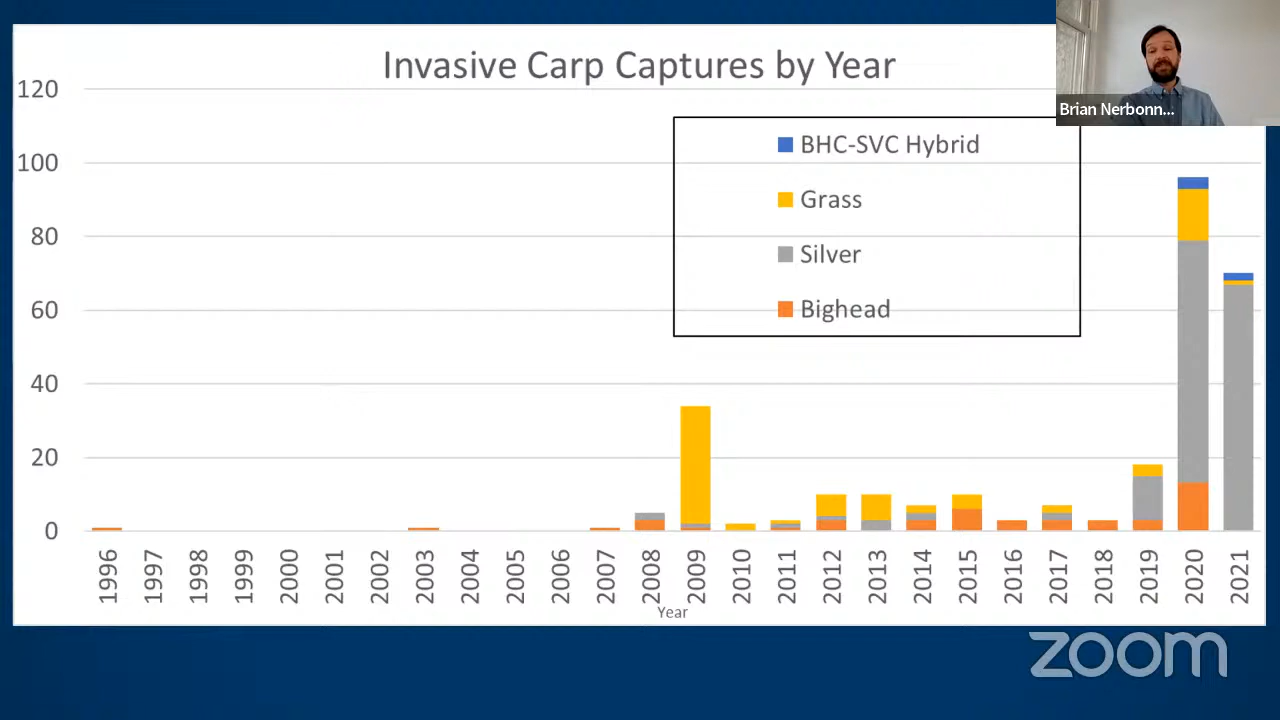 Invasive Carp Captures by Year
Brian Nerbonn...
120
100
80
60
40
20
0
BHC-SVC Hybrid
Grass
Silver
Bighead
1996 1997 1998 1999 2000 2001 2002 2003 2004 2005 2006 2007 2008 2009 2010 2011 2012 2013 2014 2015 2016 2017 2018 2019 2020 2021
Year
zoom